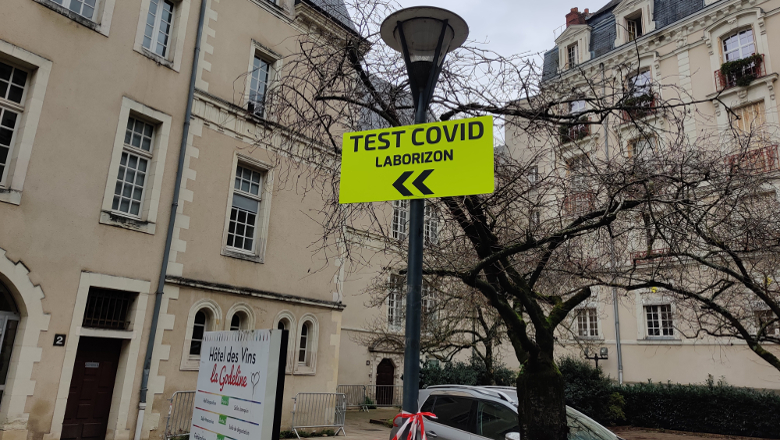 TEST COVID
LABORIZON
2
Hôtel des Vins
la Godeline